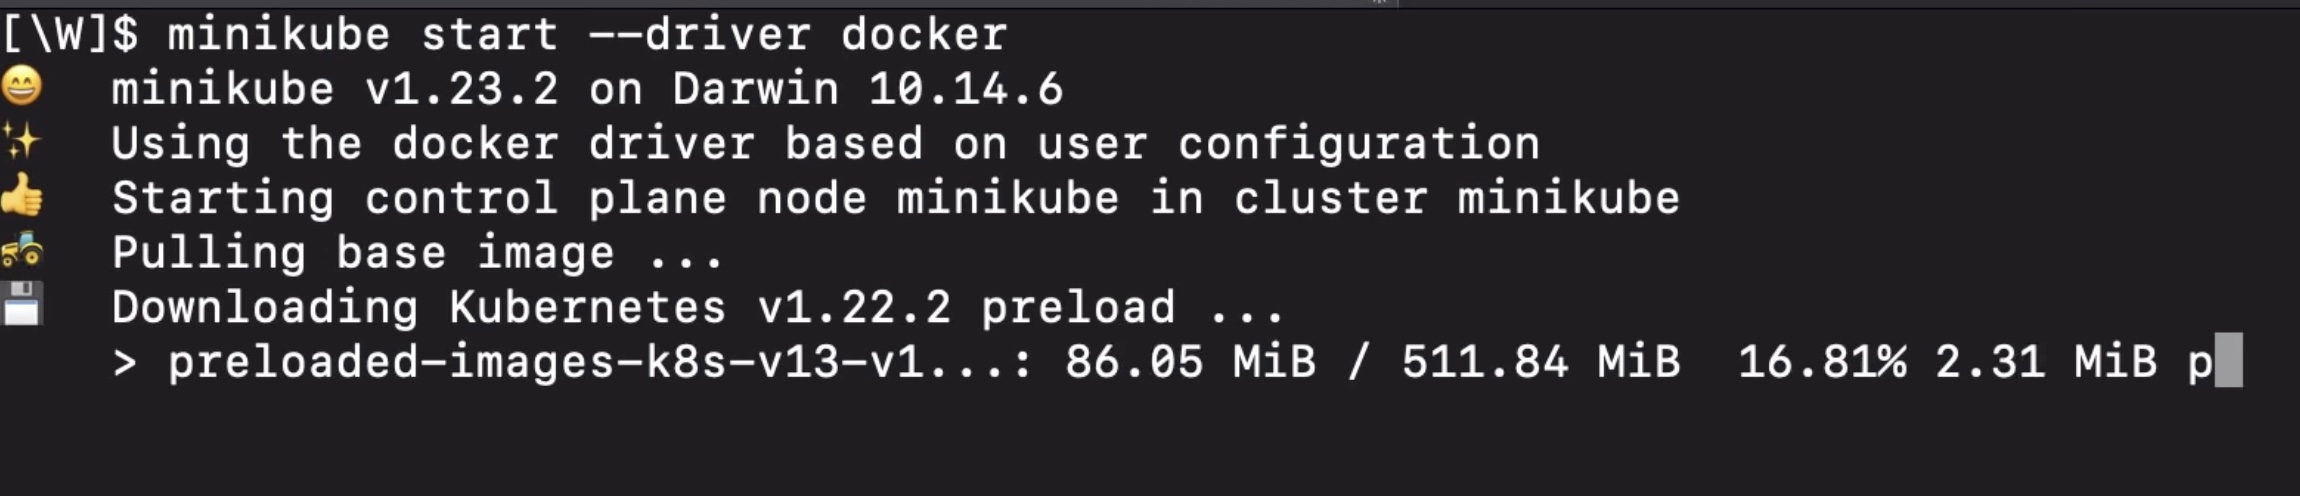 [\W]$ minikube start --driver docker
😄 minikube v1.23.2 on Darwin 10.14.6
✨ Using the docker driver based on user configuration
👍 Starting control plane node minikube in cluster minikube
🚜 Pulling base image ...
💾 Downloading Kubernetes v1.22.2 preload ...
> preloaded-images-k8s-v13-v1...: 86.05 MiB / 511.84 MiB 16.81% 2.31 MiB p